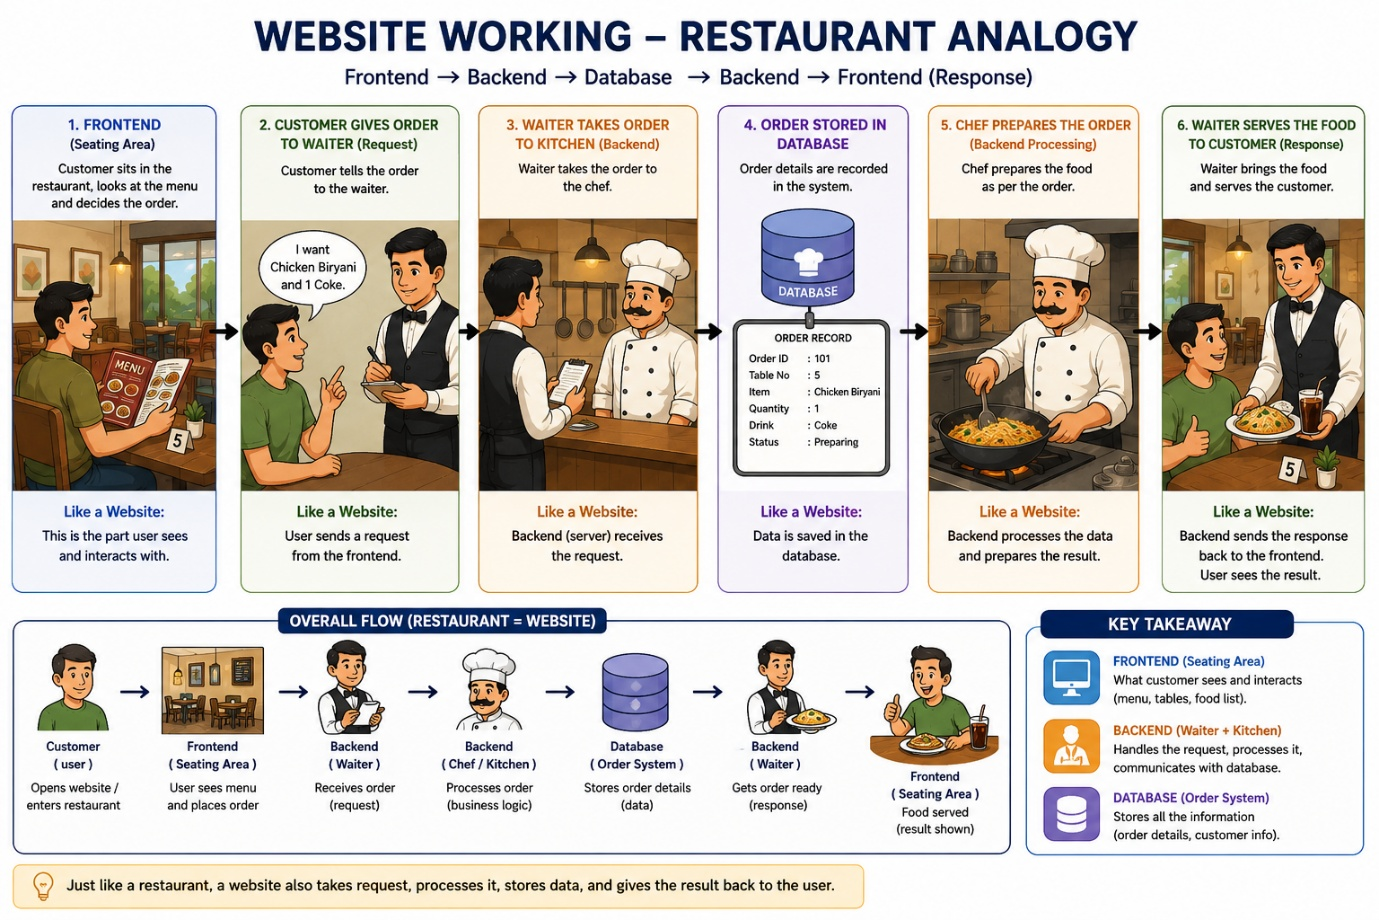 WEBSITE WORKING – RESTAURANT ANALOGY
Frontend → Backend → Database → Backend → Frontend (Response)
1. FRONTEND
(Seating Area)
Customer sits in the
restaurant, looks at the menu
and decides the order.
MENU
5
Like a Website:
This is the part user sees
and interacts with.
2. CUSTOMER GIVES ORDER
TO WAITER (Request)
Customer tells the order
to the waiter.
I want
Chicken Biryani
and 1 Coke.
Like a Website:
User sends a request
from the frontend.
3. WAITER TAKES ORDER
TO KITCHEN (Backend)
Waiter takes the order to
the chef.
Like a Website:
Backend (server) receives
the request.
4. ORDER STORED IN
DATABASE
Order details are recorded
in the system.
DATABASE
ORDER RECORD
Order ID : 101
Table No : 5
Item : Chicken Biryani
Quantity : 1
Drink : Coke
Status : Preparing
Like a Website:
Data is saved in the
database.
5. CHEF PREPARES THE ORDER
(Backend Processing)
Chef prepares the food
as per the order.
Like a Website:
Backend processes the data
and prepares the result.
6. WAITER SERVES THE FOOD
TO CUSTOMER (Response)
Waiter brings the food
and serves the customer.
5
Like a Website:
Backend sends the response
back to the frontend.
User sees the result.
OVERALL FLOW (RESTAURANT = WEBSITE)
Customer
( user )
Opens website /
enters restaurant
Frontend
( Seating Area )
User sees menu
and places order
Backend
( Waiter )
Receives order
(request)
Backend
( Chef / Kitchen )
Processes order
(business logic)
Database
( Order System )
Stores order details
(data)
Backend
( Waiter )
Gets order ready
(response)
Frontend
( Seating Area )
Food served
(result shown)
KEY TAKEAWAY
FRONTEND (Seating Area)
What customer sees and interacts
(menu, tables, food list).
BACKEND (Waiter + Kitchen)
Handles the request, processes it,
communicates with database.
DATABASE (Order System)
Stores all the information
(order details, customer info).
Just like a restaurant, a website also takes request, processes it, stores data, and gives the result back to the user.